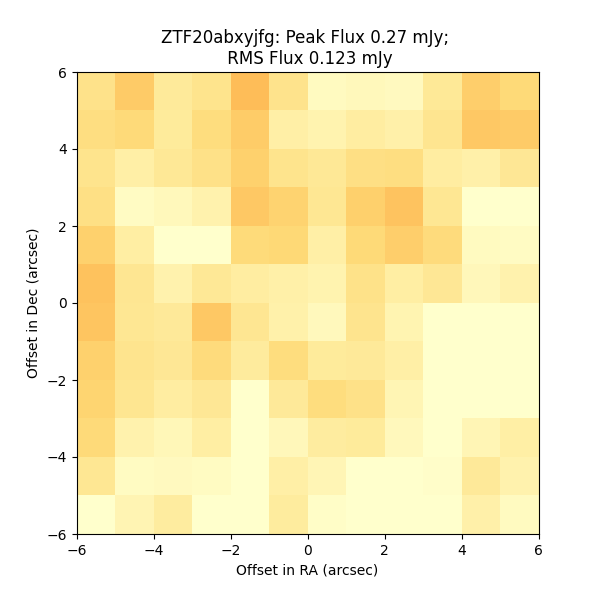 ZTF20abxyjfg: Peak Flux 0.27 mJy;
RMS Flux 0.123 mJy
6
4
2
0
−2
−4
−6
Offset in Dec (arcsec)
−6 −4 −2 0 2 4 6
Offset in RA (arcsec)